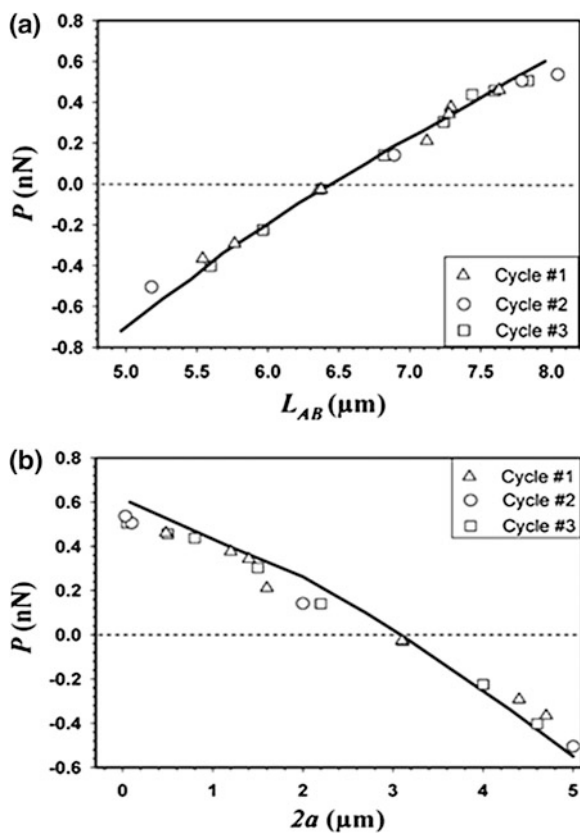 (a)
0.8
0.6
0.4
0.2
0.0
-0.2
-0.4
-0.6
-0.8
P (nN)
Cycle #1
Cycle #2
Cycle #3
5.0 5.5 6.0 6.5 7.0 7.5 8.0
L_AB (μm)
(b)
0.8
0.6
0.4
0.2
0.0
-0.2
-0.4
-0.6
P (nN)
Cycle #1
Cycle #2
Cycle #3
0 1 2 3 4 5
2a (μm)